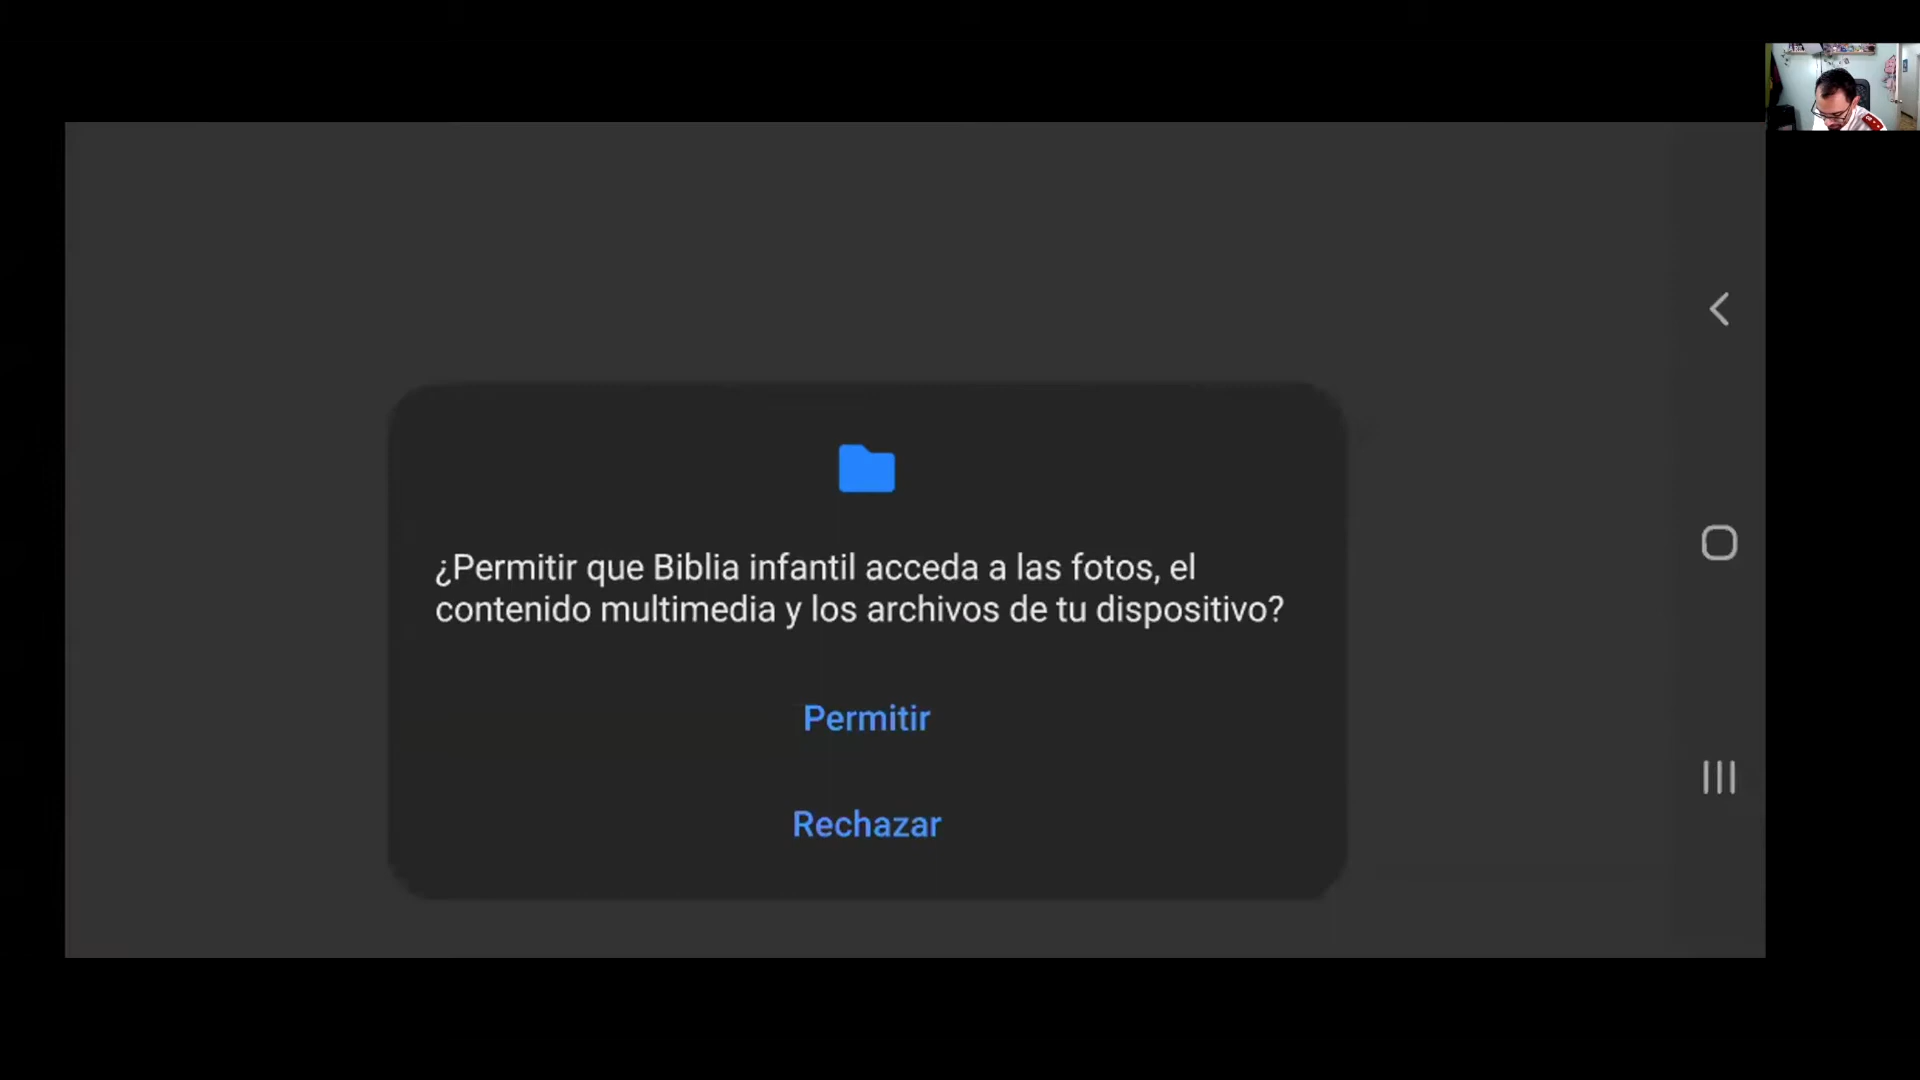 ¿Permitir que Biblia infantil acceda a las fotos, el
contenido multimedia y los archivos de tu dispositivo?
Permitir
Rechazar